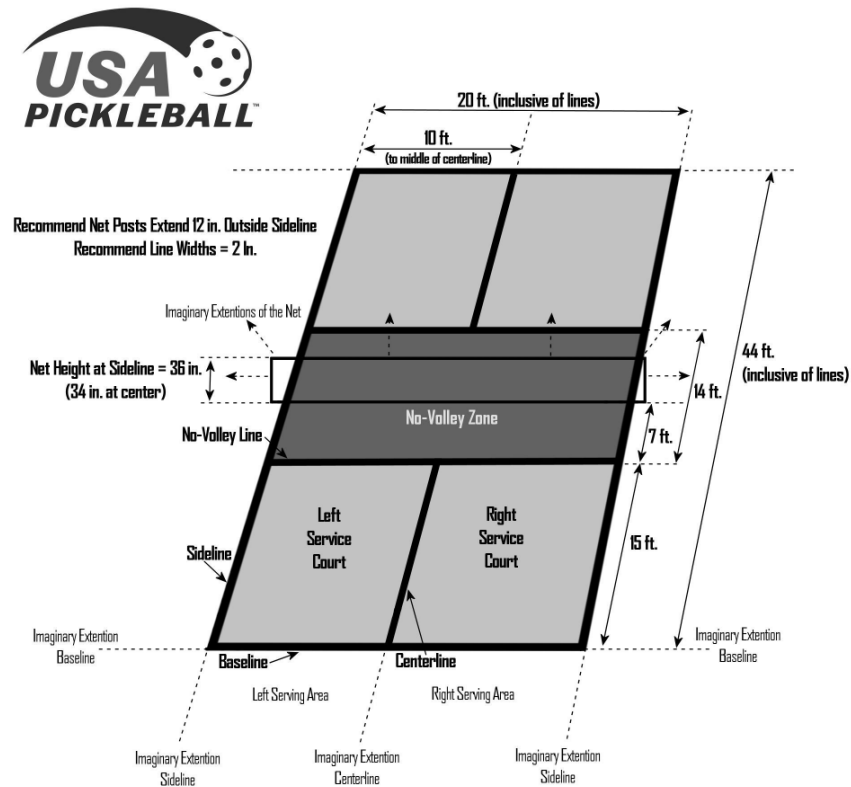 USA
PICKLEBALL™
20 ft. (inclusive of lines)
10 ft.
(to middle of centerline)
Recommend Net Posts Extend 12 in. Outside Sideline
Recommend Line Widths = 2 In.
Imaginary Extentions of the Net
Net Height at Sideline = 36 in.
(34 in. at center)
44 ft.
(inclusive of lines)
14 ft.
No-Volley Zone
7 ft.
No-Volley Line
Left
Service
Court
Right
Service
Court
15 ft.
Sideline
Imaginary Extention
Baseline
Imaginary Extention
Baseline
Baseline
Centerline
Left Serving Area
Right Serving Area
Imaginary Extention
Sideline
Imaginary Extention
Centerline
Imaginary Extention
Sideline